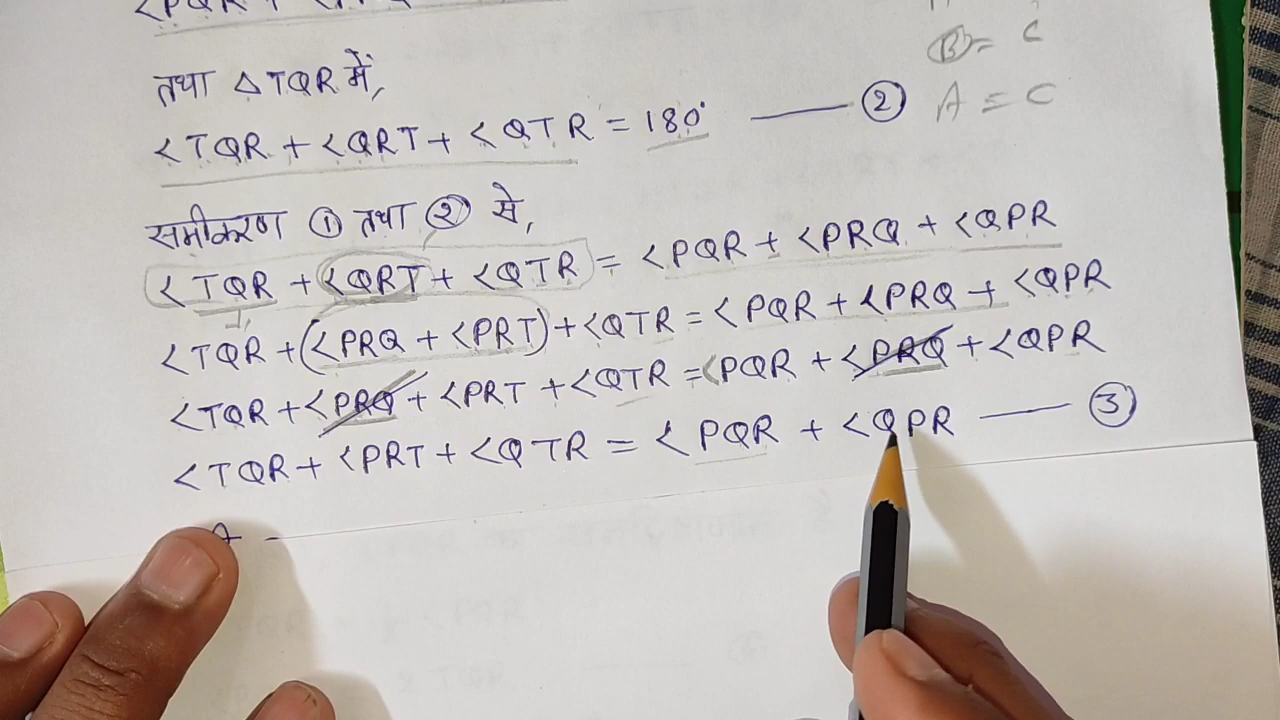 तथा △TQR में,
<TQR + <QRT + <QTR = 180° —— ②
B = C
A = C
समीकरण ① तथा ② से,
<TQR + <QRT + <QTR = <PQR + <PRQ + <QPR
<TQR + (<PRQ + <PRT) + <QTR = <PQR + <PRQ + <QPR
<TQR + <PRQ + <PRT + <QTR = <PQR + <PRQ + <QPR
<TQR + <PRT + <QTR = <PQR + <QPR —— ③